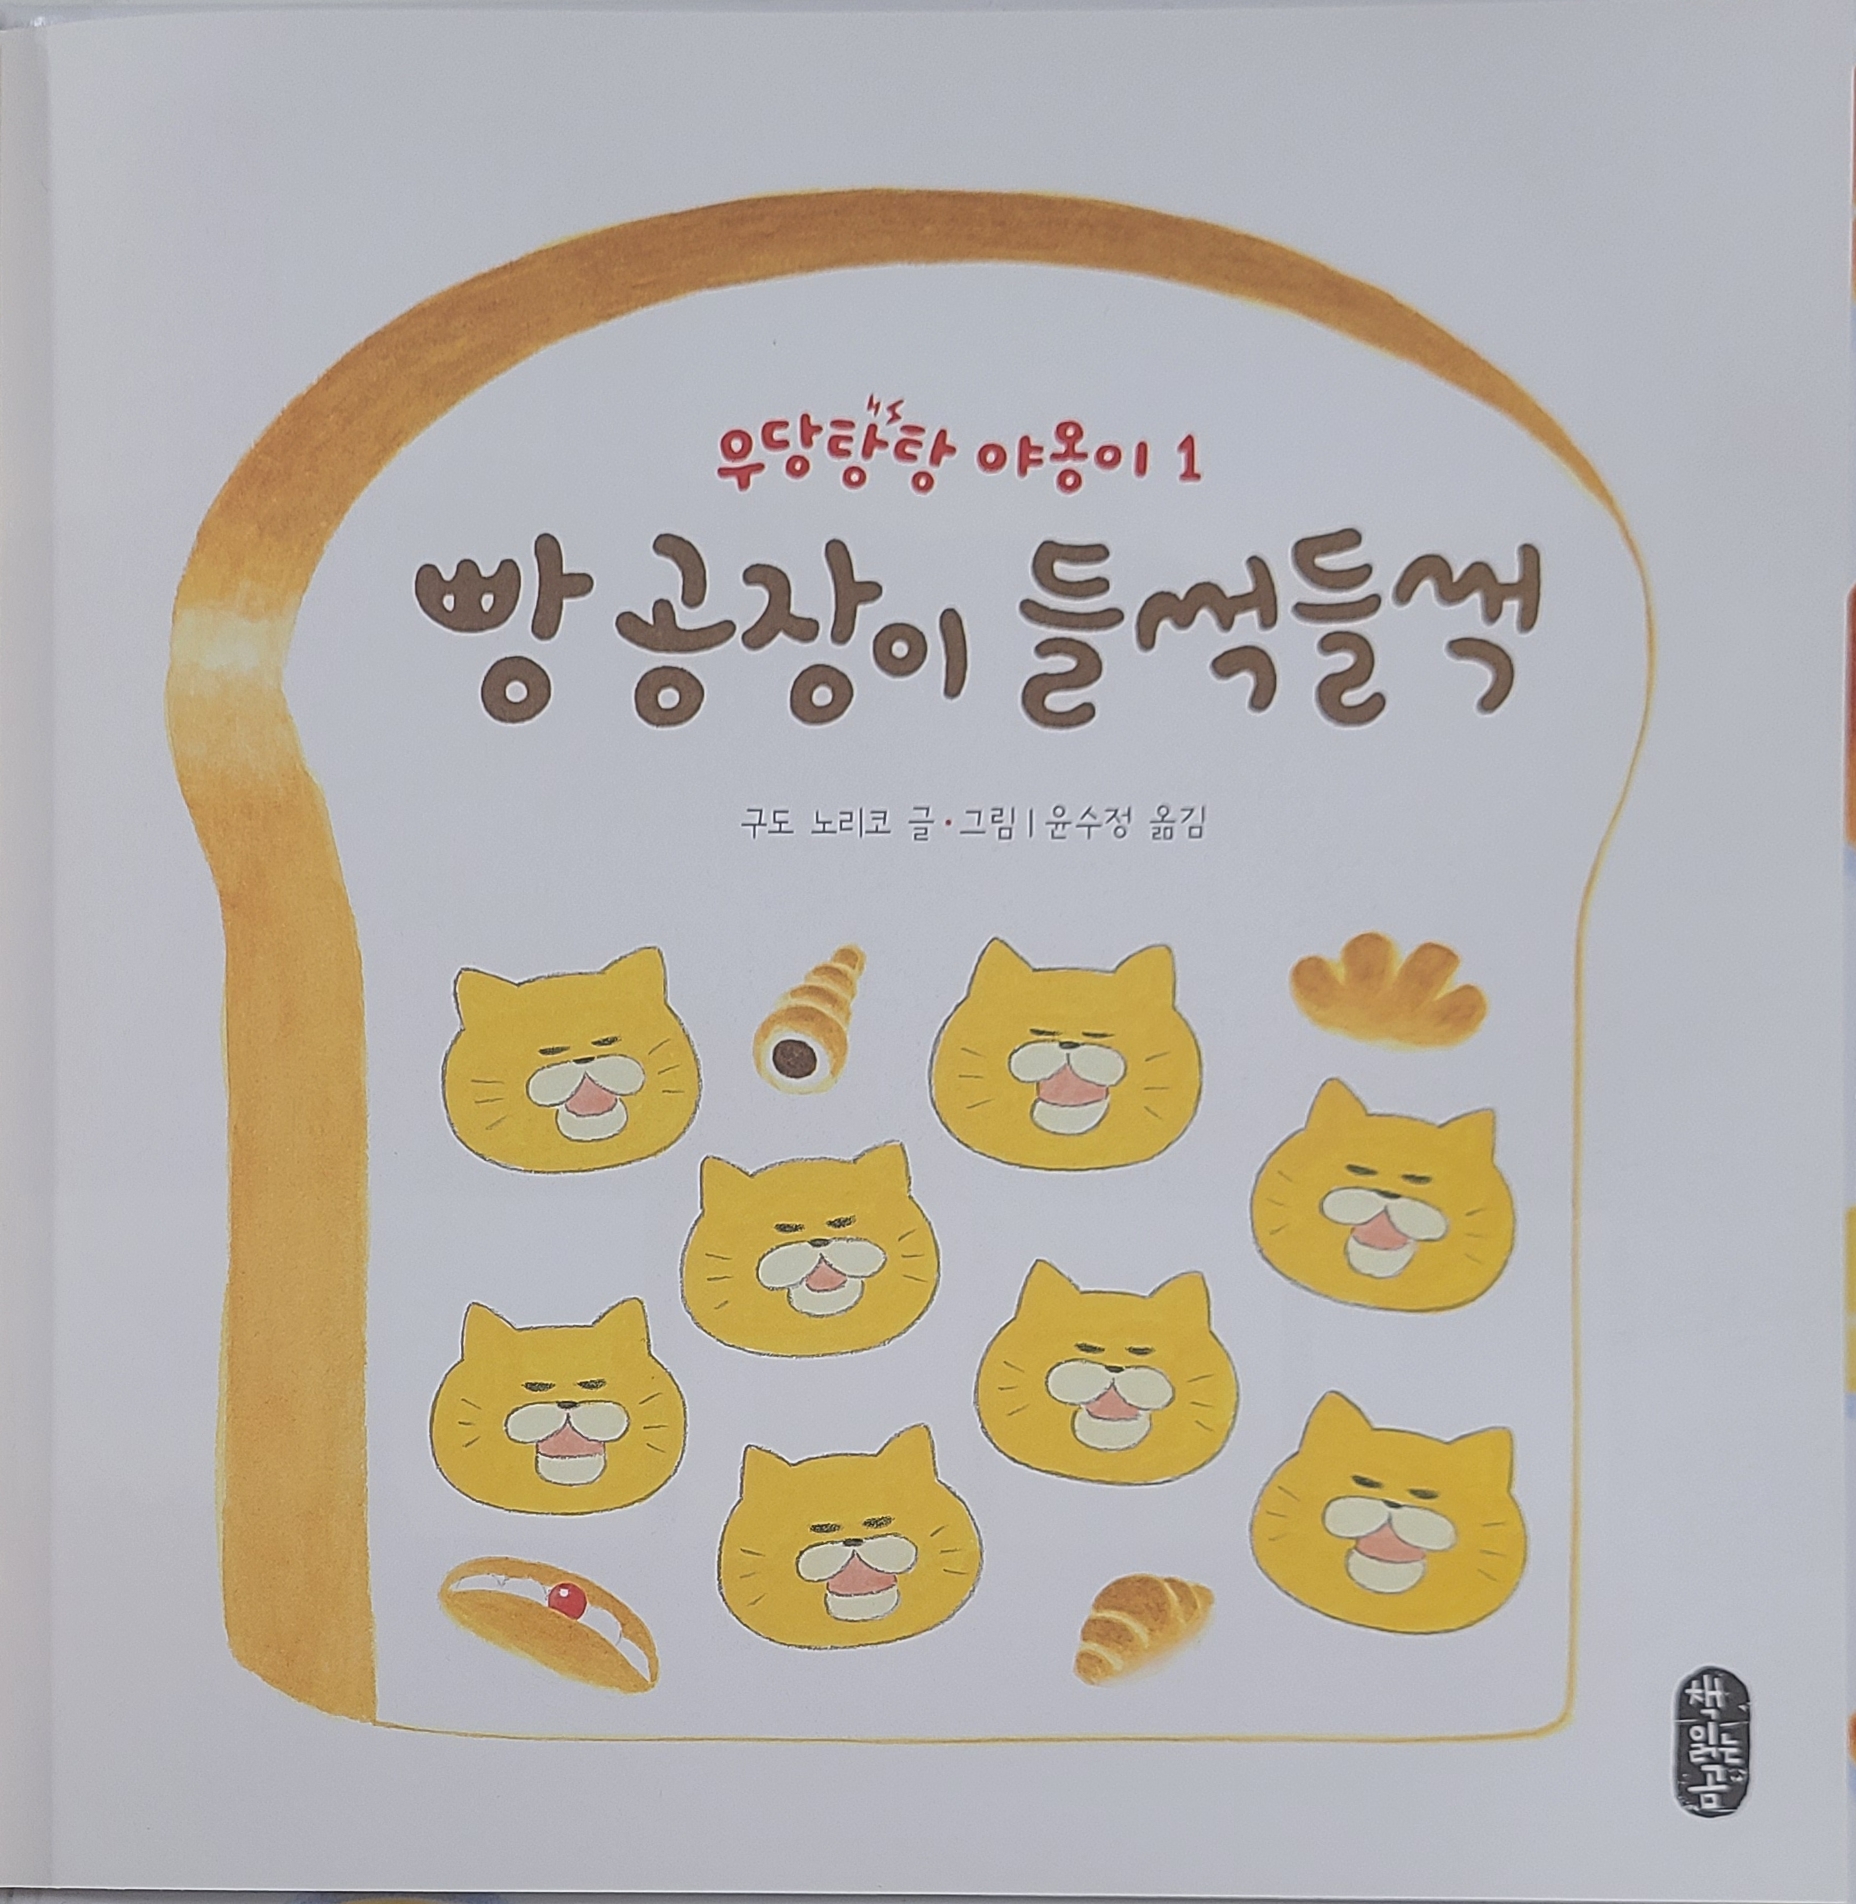 우당탕탕 야옹이 1
빵 공장이 들썩들썩
구도 노리코 글·그림 | 윤수정 옮김
책읽는곰